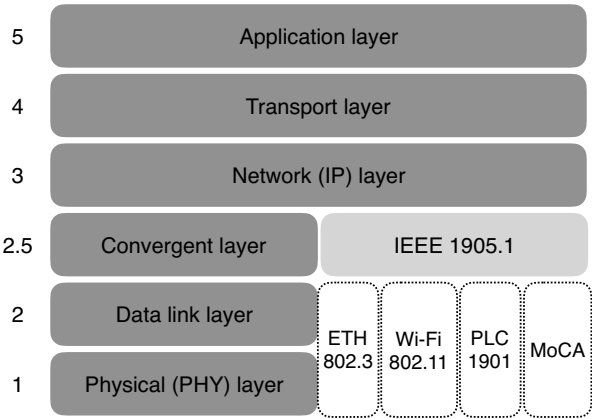 5 Application layer
4 Transport layer
3 Network (IP) layer
2.5 Convergent layer IEEE 1905.1
2 Data link layer
1 Physical (PHY) layer
ETH
802.3
Wi-Fi
802.11
PLC
1901
MoCA